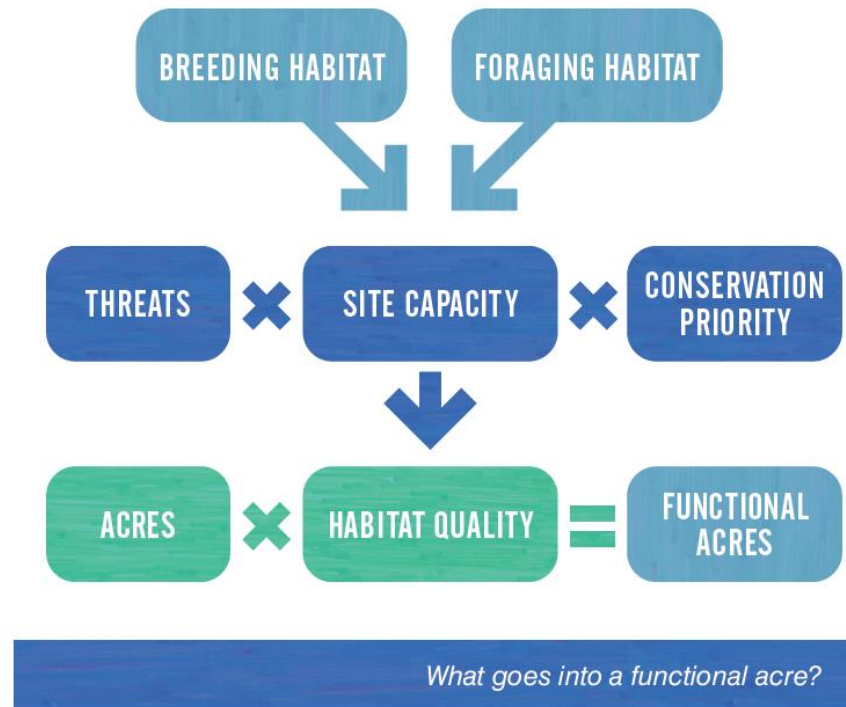 BREEDING HABITAT
FORAGING HABITAT
THREATS
SITE CAPACITY
CONSERVATION
PRIORITY
ACRES
HABITAT QUALITY
FUNCTIONAL
ACRES
What goes into a functional acre?